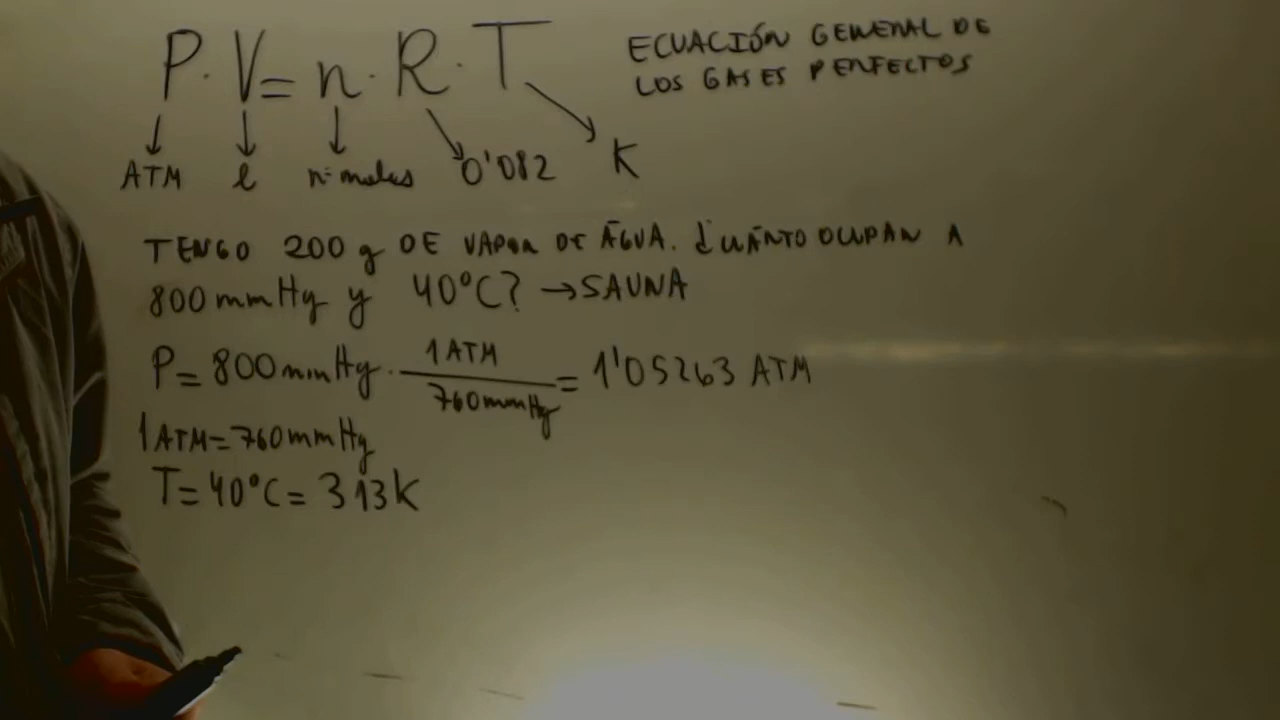 P·V=n·R·T
ECUACIÓN GENERAL DE
LOS GASES PERFECTOS
ATM l nº moles 0'082 K
TENGO 200 g DE VAPOR DE ÁGUA. ¿CUÁNTO OCUPAN A
800 mmHg y 40°C? → SAUNA
P = 800 mmHg · 1 ATM / 760 mmHg = 1'05263 ATM
1 ATM = 760 mmHg
T = 40°C = 313 K